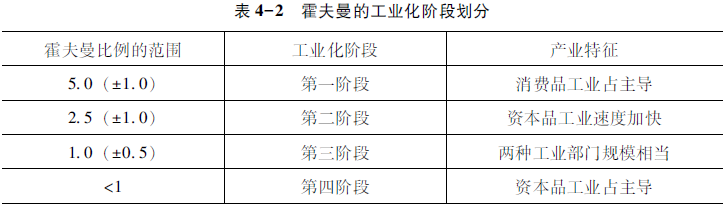 表 4-2 霍夫曼的工业化阶段划分
霍夫曼比例的范围 工业化阶段 产业特征
5.0（±1.0） 第一阶段 消费品工业占主导
2.5（±1.0） 第二阶段 资本品工业速度加快
1.0（±0.5） 第三阶段 两种工业部门规模相当
<1 第四阶段 资本品工业占主导